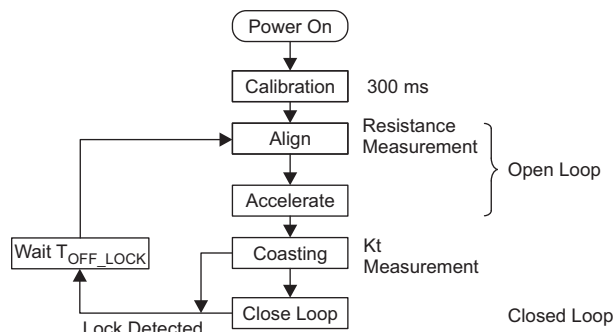 Power On
Calibration
300 ms
Align
Resistance
Measurement
Open Loop
Accelerate
Wait TOFF_LOCK
Coasting
Kt
Measurement
Close Loop
Closed Loop
Lock Detected